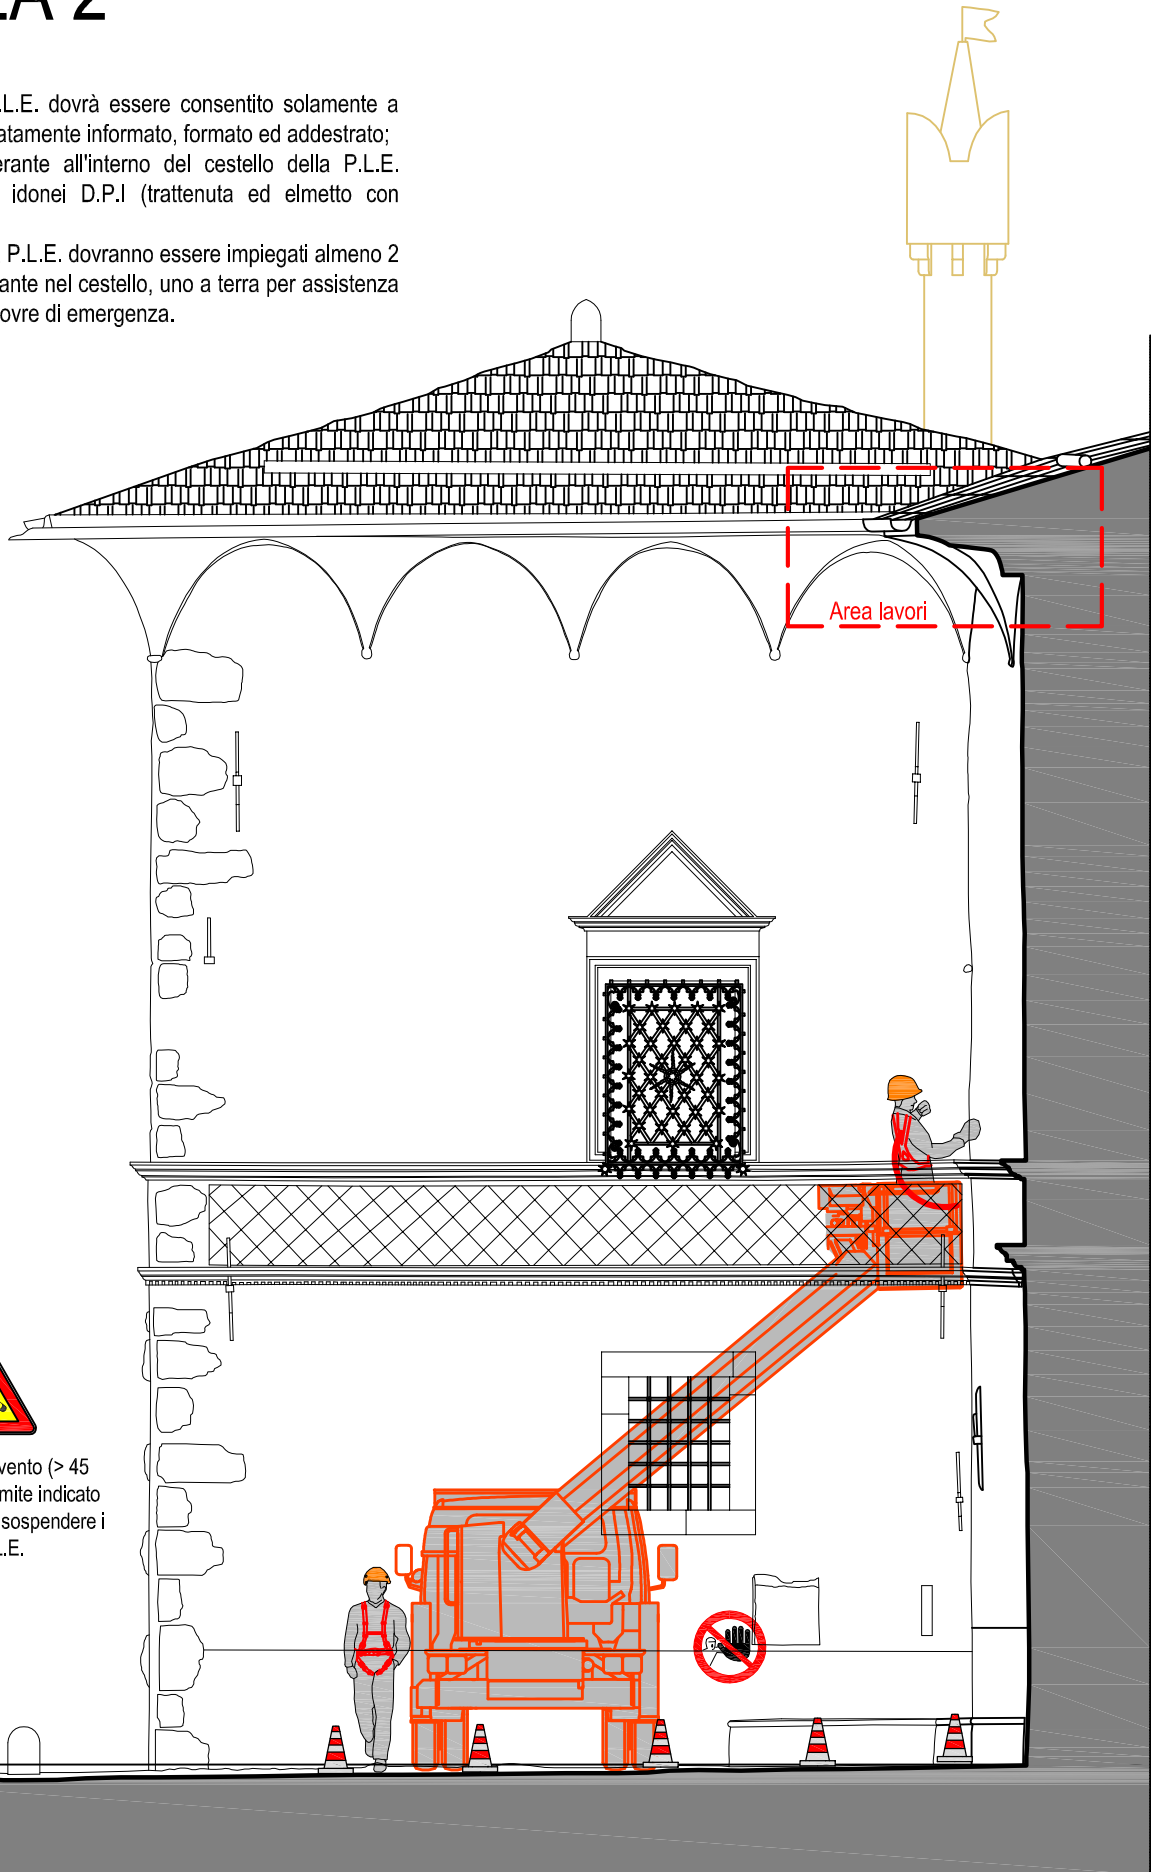 LA 2
.L.E. dovrà essere consentito solamente a
atamente informato, formato ed addestrato;
erante all'interno del cestello della P.L.E.
idonei D.P.I (trattenuta ed elmetto con
P.L.E. dovranno essere impiegati almeno 2
ante nel cestello, uno a terra per assistenza
ovre di emergenza.
Area lavori
vento (> 45
mite indicato
sospendere i
.E.